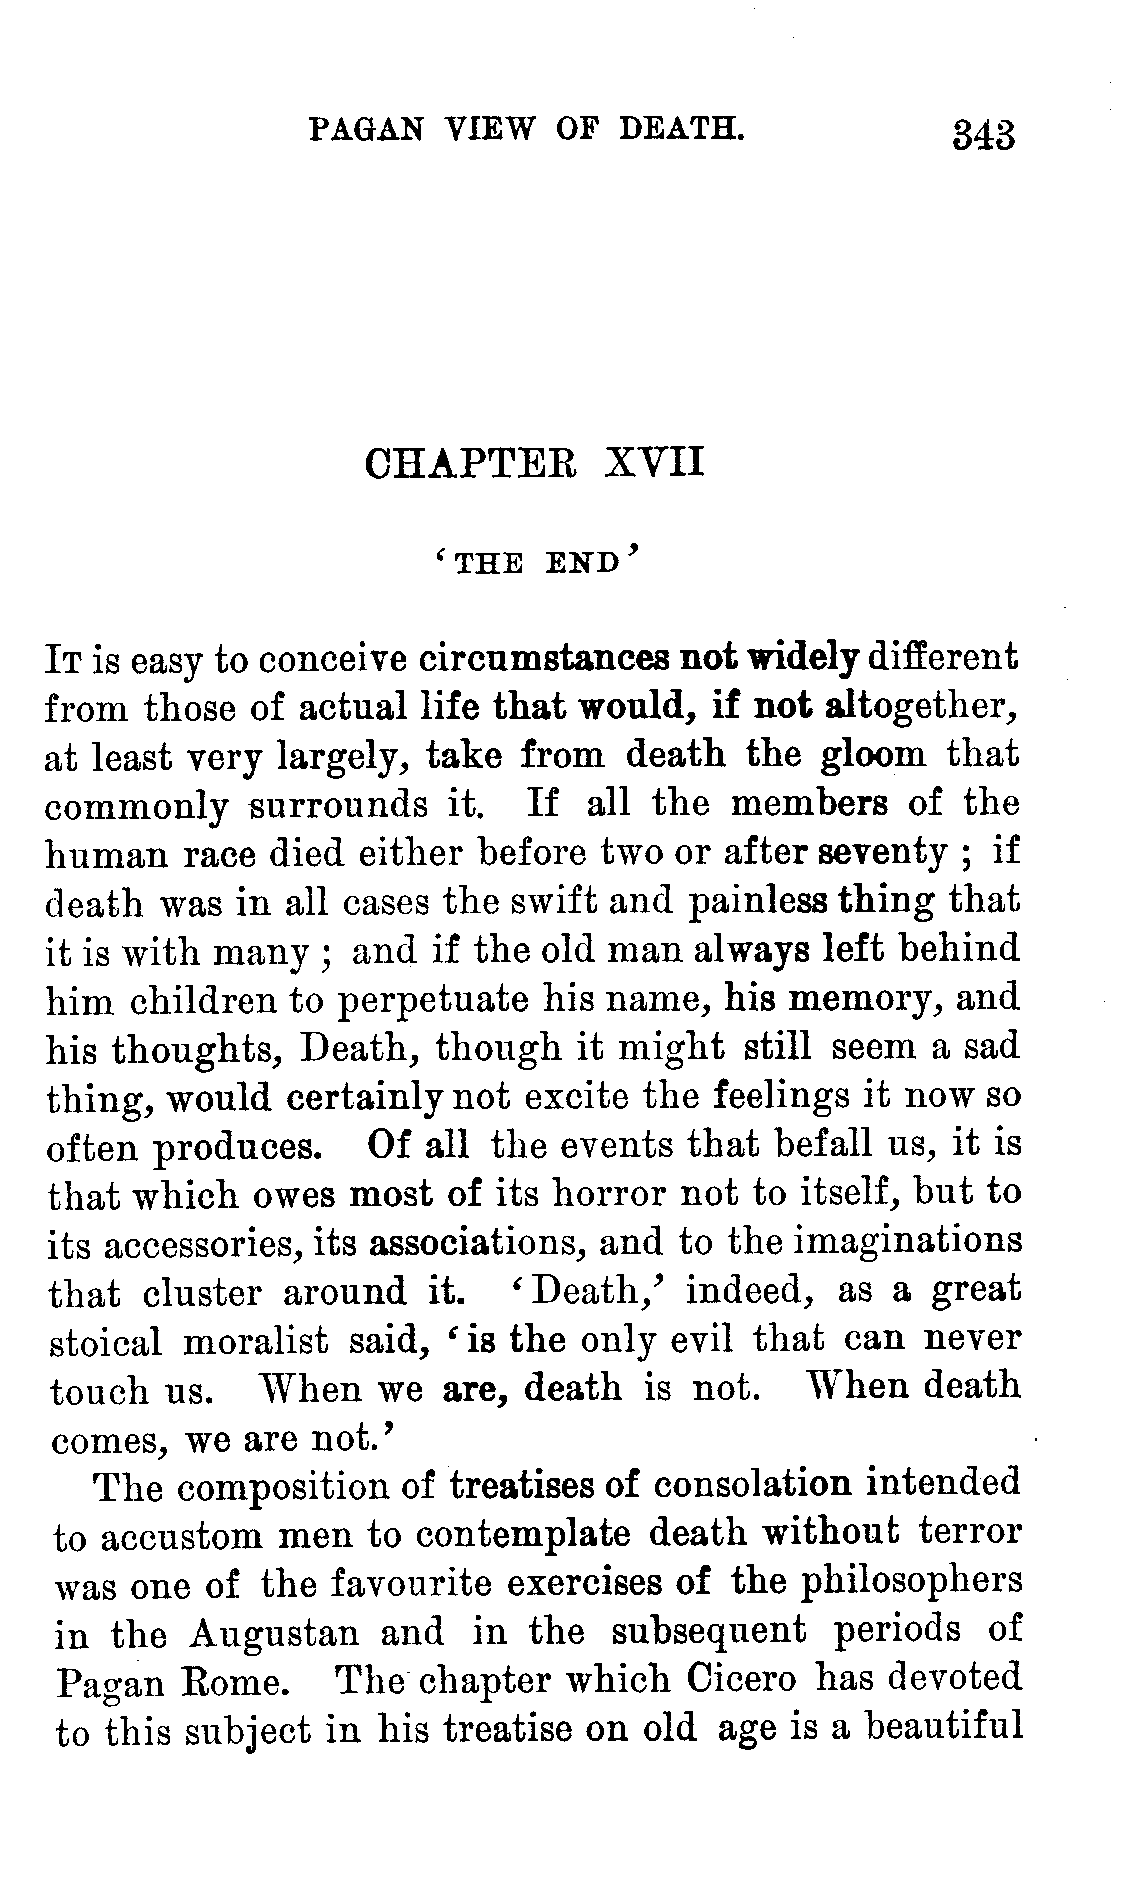 PAGAN VIEW OF DEATH. 343
CHAPTER XVII
‘THE END’
IT is easy to conceive circumstances not widely different
from those of actual life that would, if not altogether,
at least very largely, take from death the gloom that
commonly surrounds it. If all the members of the
human race died either before two or after seventy ; if
death was in all cases the swift and painless thing that
it is with many ; and if the old man always left behind
him children to perpetuate his name, his memory, and
his thoughts, Death, though it might still seem a sad
thing, would certainly not excite the feelings it now so
often produces. Of all the events that befall us, it is
that which owes most of its horror not to itself, but to
its accessories, its associations, and to the imaginations
that cluster around it. ‘Death,’ indeed, as a great
stoical moralist said, ‘is the only evil that can never
touch us. When we are, death is not. When death
comes, we are not.’
The composition of treatises of consolation intended
to accustom men to contemplate death without terror
was one of the favourite exercises of the philosophers
in the Augustan and in the subsequent periods of
Pagan Rome. The chapter which Cicero has devoted
to this subject in his treatise on old age is a beautiful